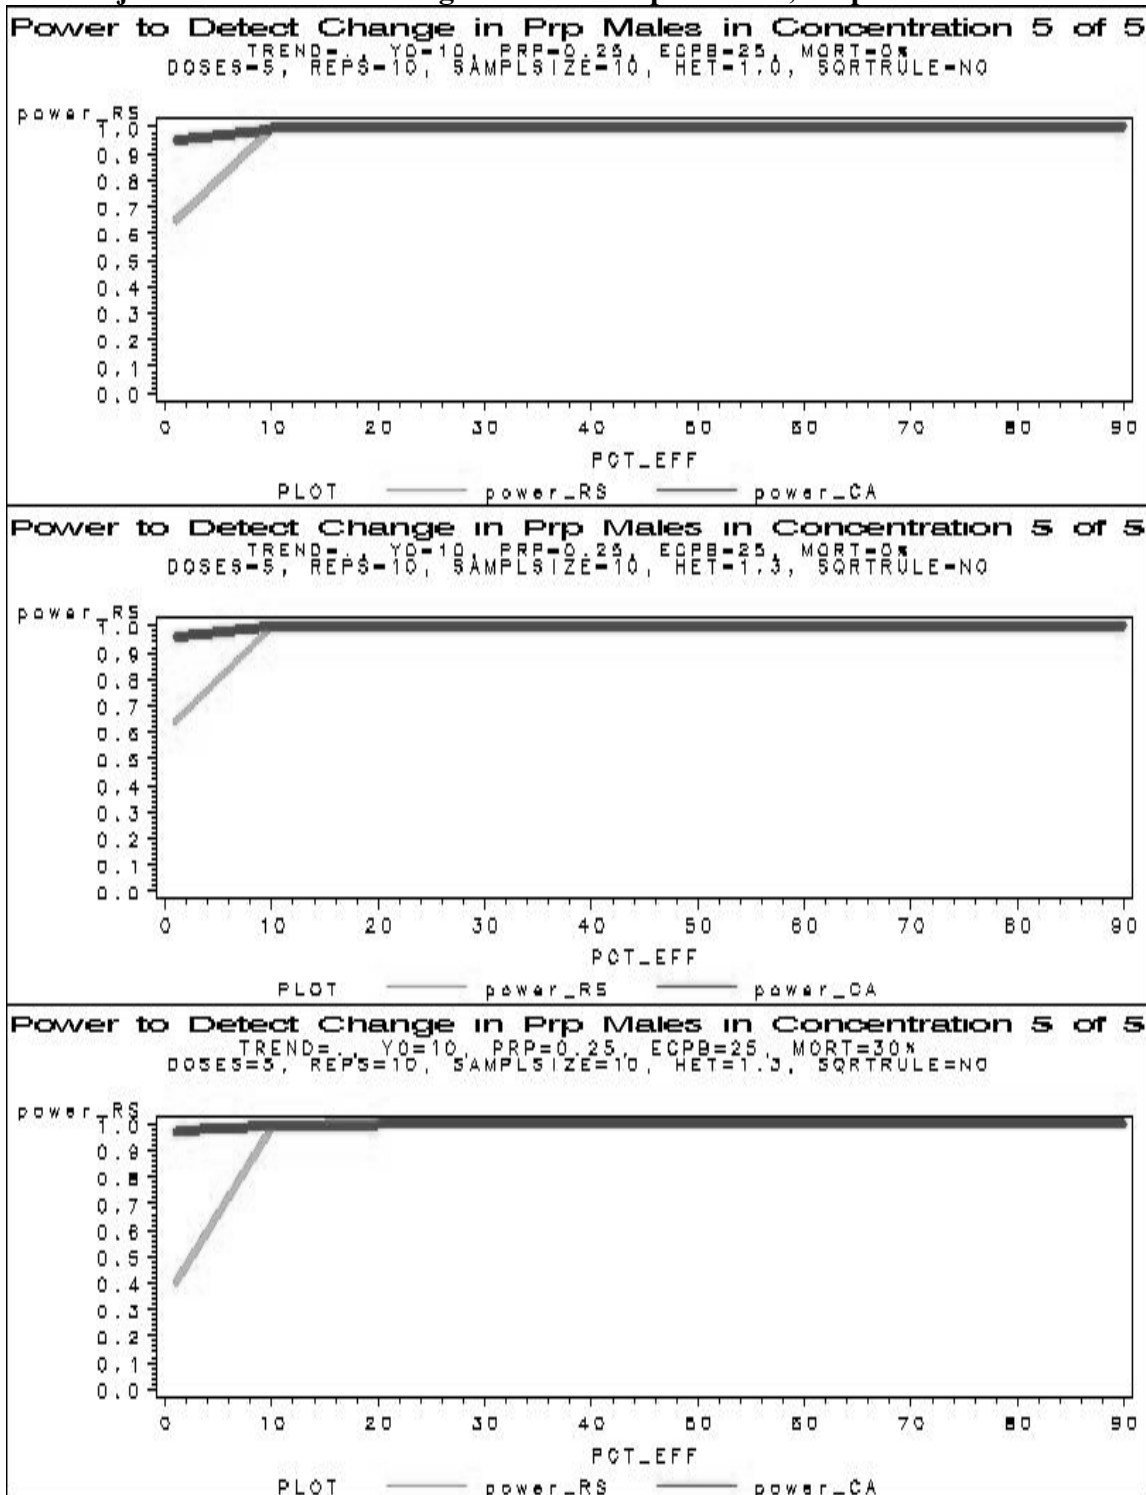 Power to Detect Change in Prp Males in Concentration 5 of 5
TREND=., Y0=10, PRP=0.25, ECPB=25, MORT=0%
DOSES=5, REPS=10, SAMPLSIZE=10, HET=1.0, SQRTRULE=NO
power_RS
1.0
0.9
0.8
0.7
0.6
0.5
0.4
0.3
0.2
0.1
0.0
0 10 20 30 40 50 60 70 80 90
PCT_EFF
PLOT power_RS power_CA
Power to Detect Change in Prp Males in Concentration 5 of 5
TREND=., Y0=10, PRP=0.25, ECPB=25, MORT=0%
DOSES=5, REPS=10, SAMPLSIZE=10, HET=1.3, SQRTRULE=NO
power_RS
1.0
0.9
0.8
0.7
0.6
0.5
0.4
0.3
0.2
0.1
0.0
0 10 20 30 40 50 60 70 80 90
PCT_EFF
PLOT power_RS power_CA
Power to Detect Change in Prp Males in Concentration 5 of 5
TREND=., Y0=10, PRP=0.25, ECPB=25, MORT=30%
DOSES=5, REPS=10, SAMPLSIZE=10, HET=1.3, SQRTRULE=NO
power_RS
1.0
0.9
0.8
0.7
0.6
0.5
0.4
0.3
0.2
0.1
0.0
0 10 20 30 40 50 60 70 80 90
PCT_EFF
PLOT power_RS power_CA